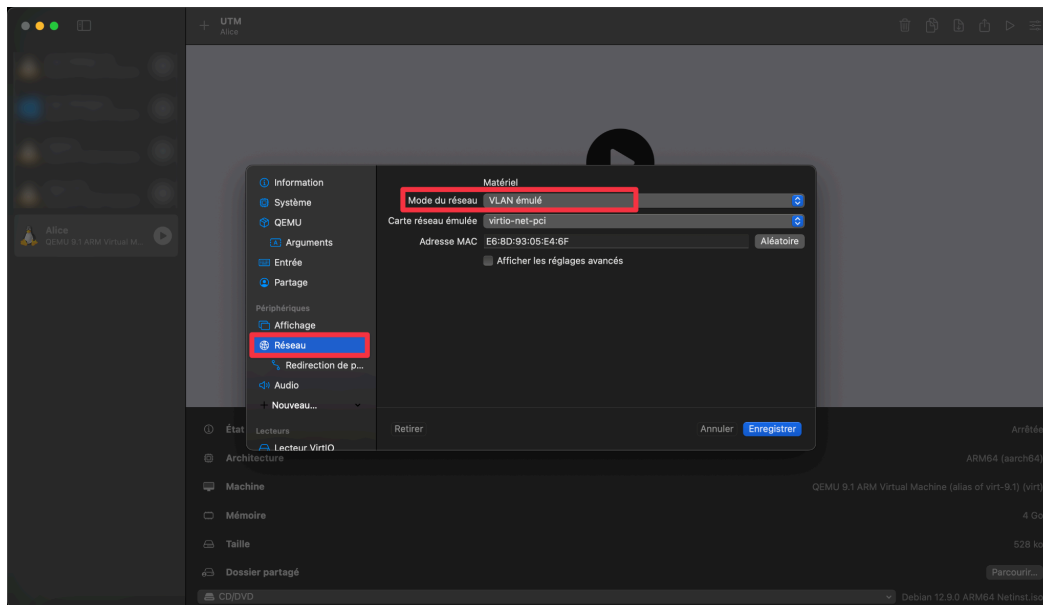 UTM
Alice
Alice
QEMU 9.1 ARM Virtual M...
Information
Système
QEMU
Arguments
Entrée
Partage
Périphériques
Affichage
Réseau
Redirection de p...
Audio
Nouveau...
Lecteurs
Lecteur VirtIO
Matériel
Mode du réseau VLAN émulé
Carte réseau émulée virtio-net-pci
Adresse MAC E6:8D:93:05:E4:6F Aléatoire
Afficher les réglages avancés
Retirer Annuler Enregistrer
État Arrêtée
Architecture ARM64 (aarch64)
Machine QEMU 9.1 ARM Virtual Machine (alias of virt-9.1) (virt)
Mémoire 4 Go
Taille 528 ko
Dossier partagé Parcourir...
CD/DVD Debian 12.9.0 ARM64 Netinst.iso